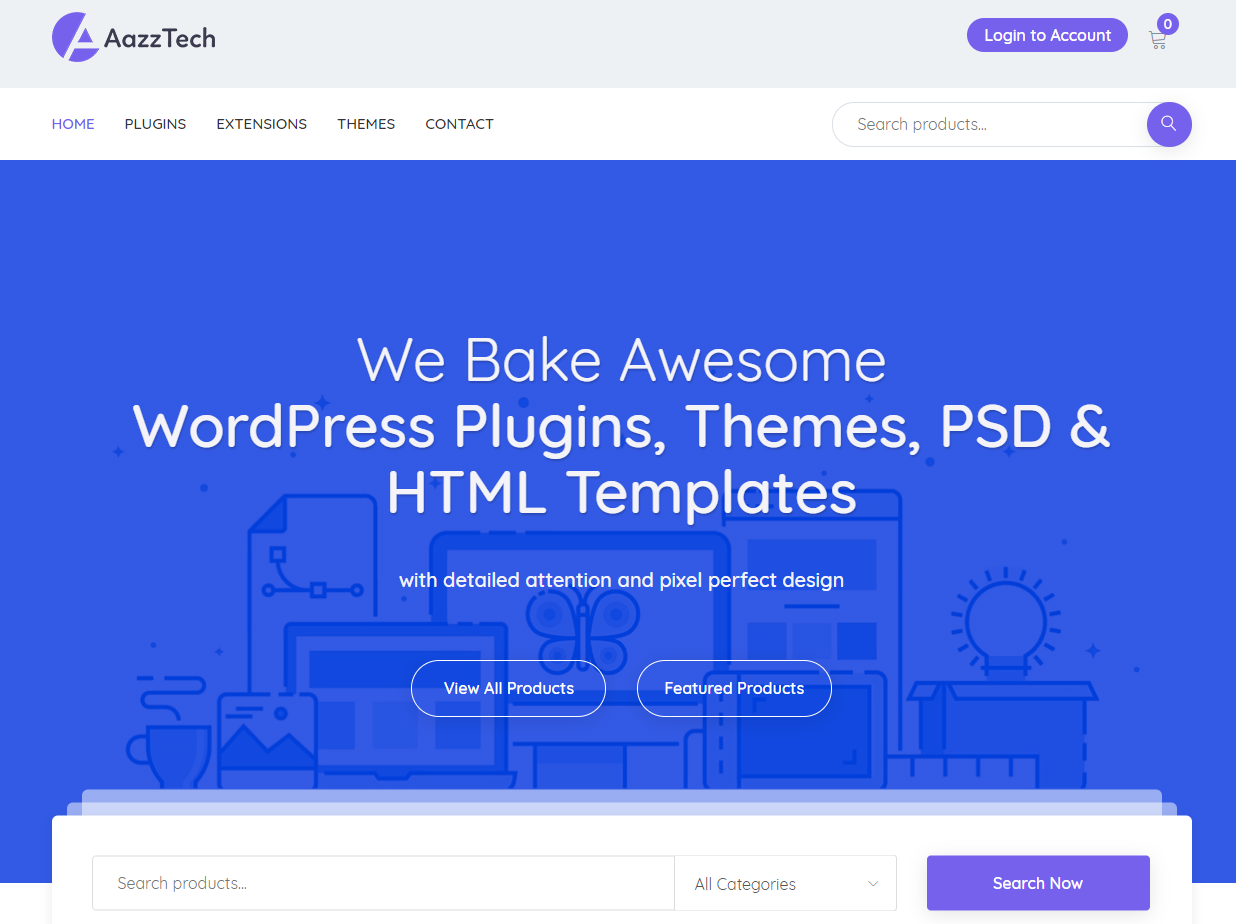 AazzTech
Login to Account
0
HOME PLUGINS EXTENSIONS THEMES CONTACT
Search products...
We Bake Awesome
WordPress Plugins, Themes, PSD &
HTML Templates
with detailed attention and pixel perfect design
View All Products
Featured Products
Search products...
All Categories
Search Now